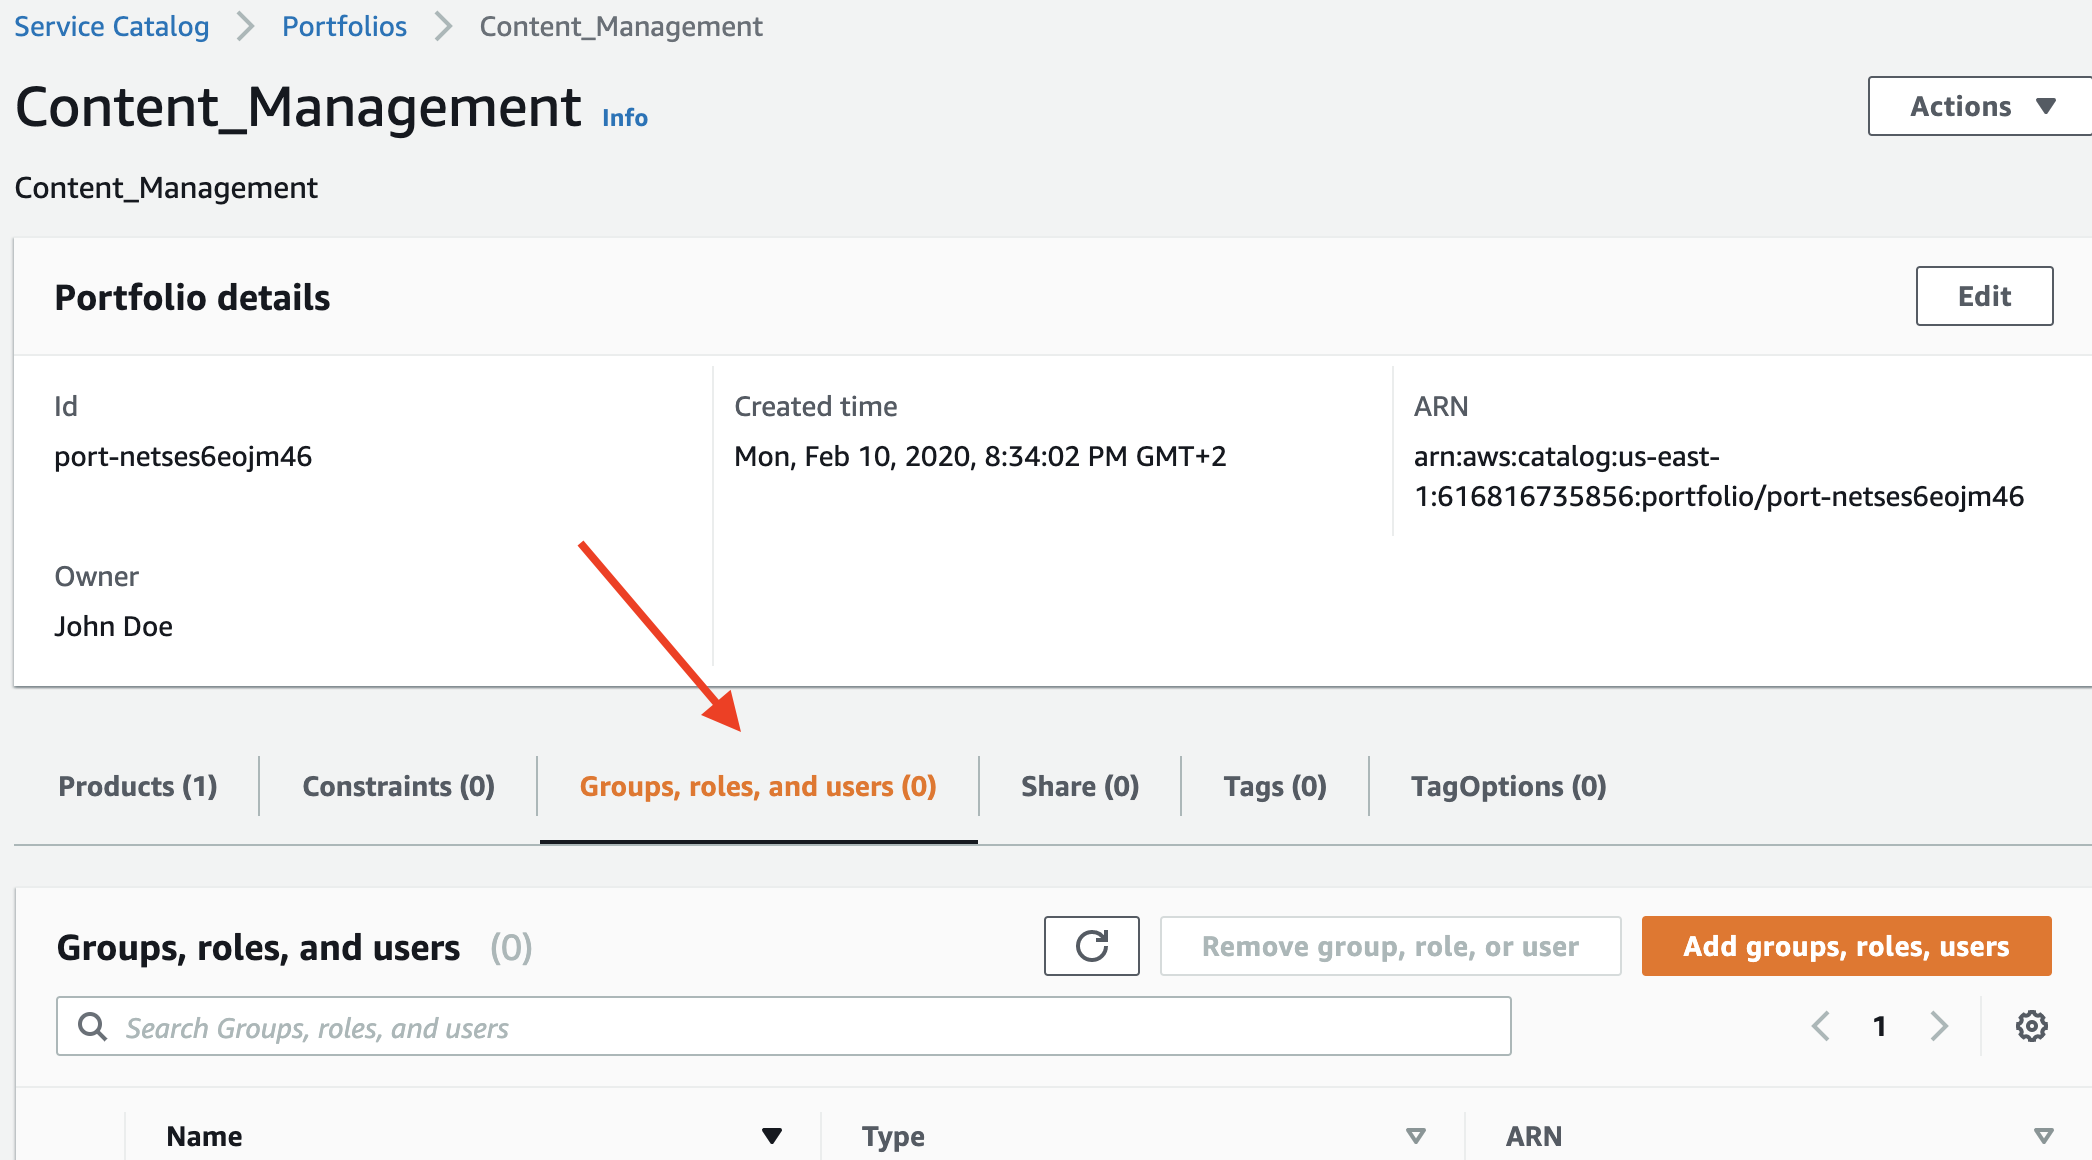 Service Catalog > Portfolios > Content_Management
Content_Management Info
Actions
Content_Management
Portfolio details
Edit
Id
port-netses6eojm46
Created time
Mon, Feb 10, 2020, 8:34:02 PM GMT+2
ARN
arn:aws:catalog:us-east-
1:616816735856:portfolio/port-netses6eojm46
Owner
John Doe
Products (1) Constraints (0) Groups, roles, and users (0) Share (0) Tags (0) TagOptions (0)
Groups, roles, and users (0)
Remove group, role, or user
Add groups, roles, users
Search Groups, roles, and users
1
Name Type ARN